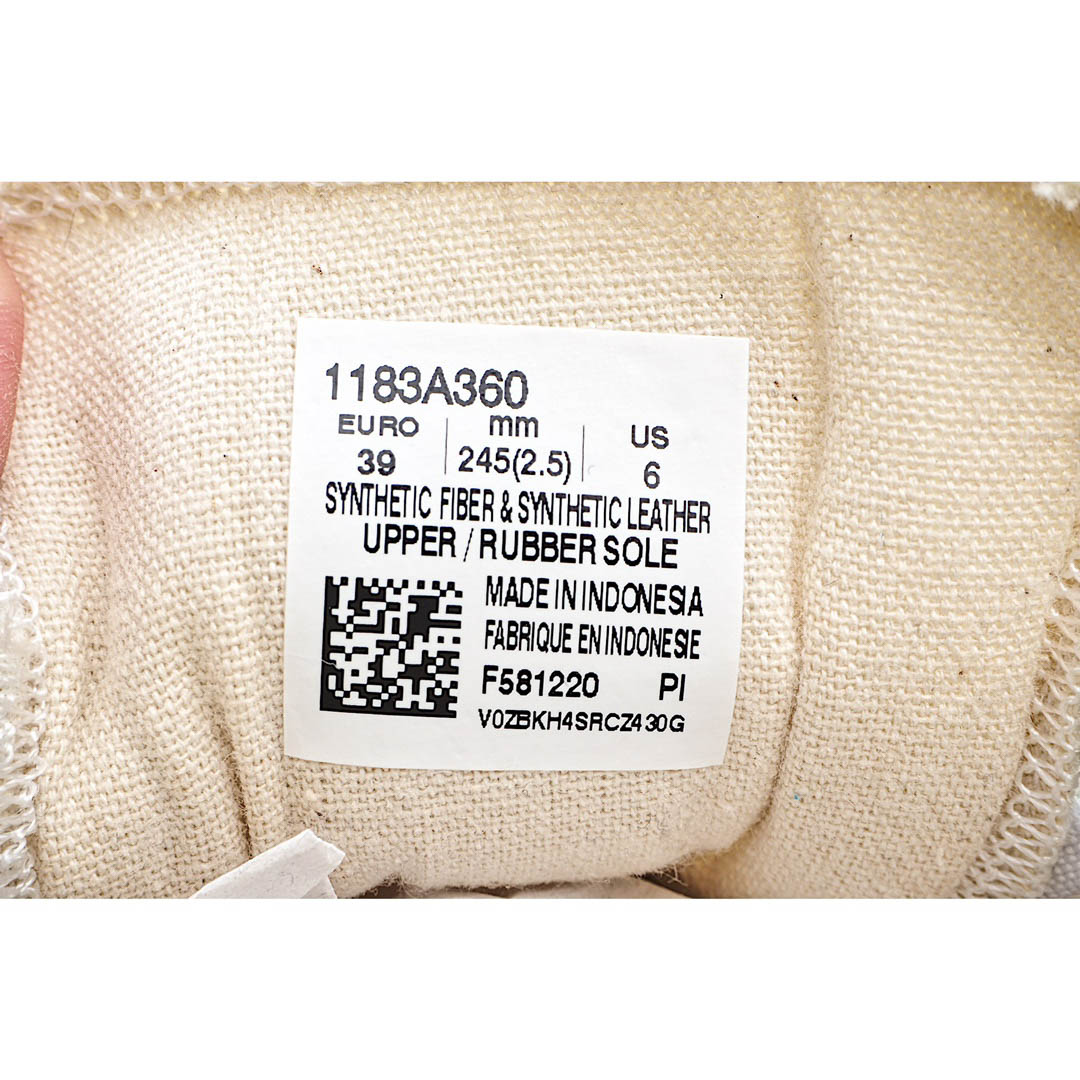 1183A360
EURO mm US
39 245(2.5) 6
SYNTHETIC FIBER & SYNTHETIC LEATHER
UPPER / RUBBER SOLE
MADE IN INDONESIA
FABRIQUE EN INDONESIE
F581220 PI
V0ZBKH4SRCZ430G